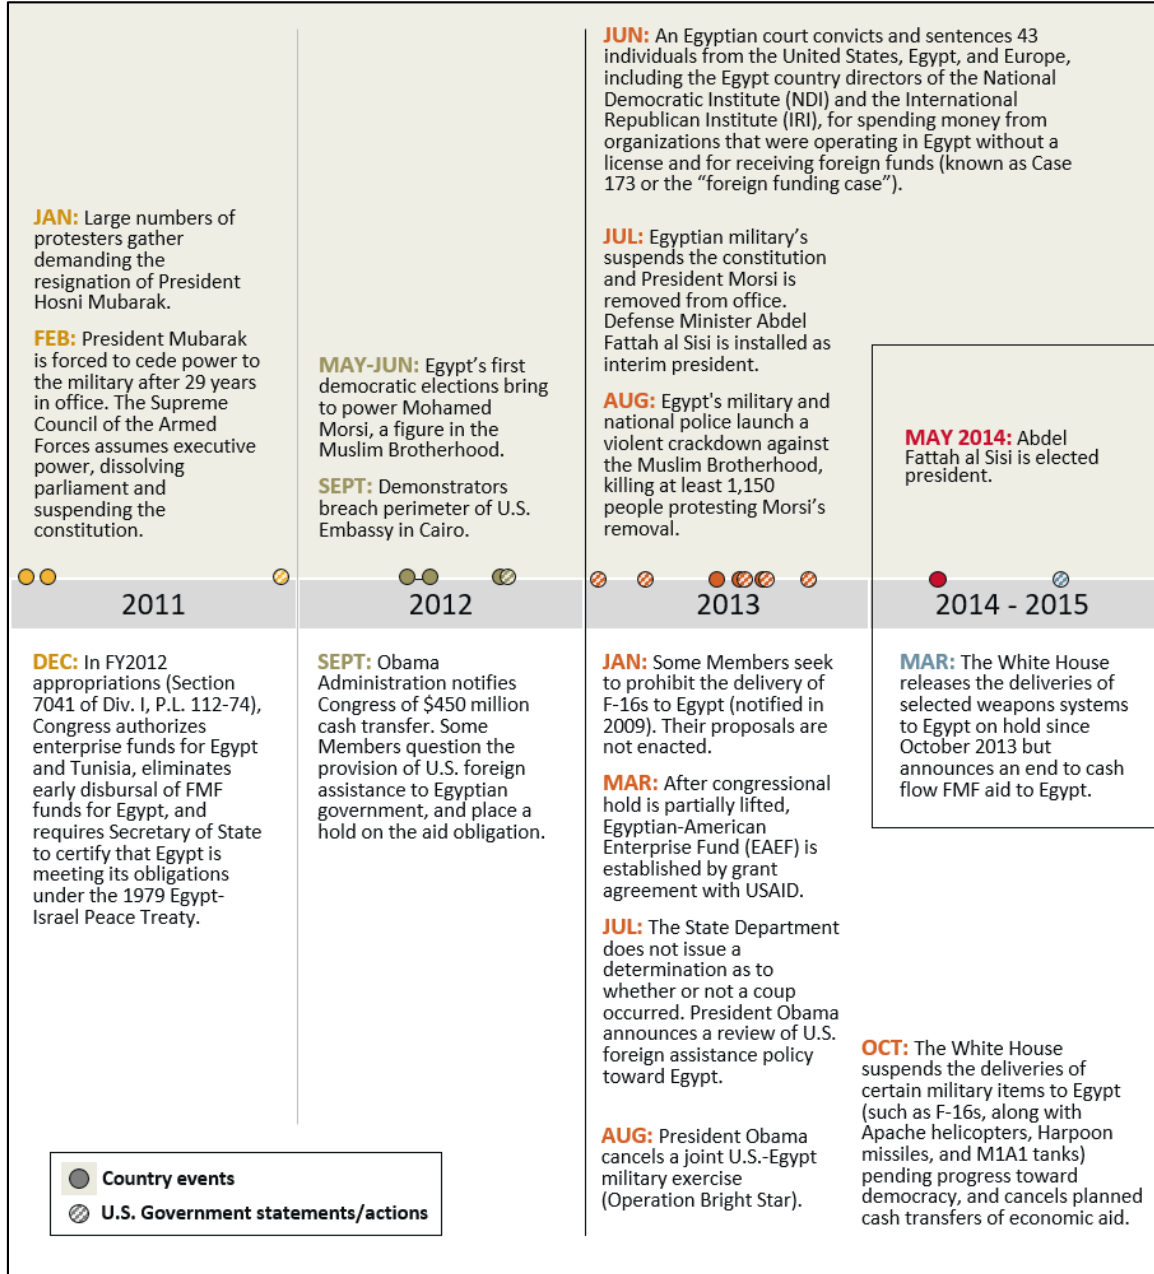 JAN: Large numbers of
protesters gather
demanding the
resignation of President
Hosni Mubarak.
FEB: President Mubarak
is forced to cede power to
the military after 29 years
in office. The Supreme
Council of the Armed
Forces assumes executive
power, dissolving
parliament and
suspending the
constitution.
MAY-JUN: Egypt’s first
democratic elections bring
to power Mohamed
Morsi, a figure in the
Muslim Brotherhood.
SEPT: Demonstrators
breach perimeter of U.S.
Embassy in Cairo.
JUN: An Egyptian court convicts and sentences 43
individuals from the United States, Egypt, and Europe,
including the Egypt country directors of the National
Democratic Institute (NDI) and the International
Republican Institute (IRI), for spending money from
organizations that were operating in Egypt without a
license and for receiving foreign funds (known as Case
173 or the “foreign funding case”).
JUL: Egyptian military’s
suspends the constitution
and President Morsi is
removed from office.
Defense Minister Abdel
Fattah al Sisi is installed as
interim president.
AUG: Egypt's military and
national police launch a
violent crackdown against
the Muslim Brotherhood,
killing at least 1,150
people protesting Morsi’s
removal.
MAY 2014: Abdel
Fattah al Sisi is elected
president.
2011
2012
2013
2014 - 2015
DEC: In FY2012
appropriations (Section
7041 of Div. I, P.L. 112-74),
Congress authorizes
enterprise funds for Egypt
and Tunisia, eliminates
early disbursal of FMF
funds for Egypt, and
requires Secretary of State
to certify that Egypt is
meeting its obligations
under the 1979 Egypt-
Israel Peace Treaty.
SEPT: Obama
Administration notifies
Congress of $450 million
cash transfer. Some
Members question the
provision of U.S. foreign
assistance to Egyptian
government, and place a
hold on the aid obligation.
JAN: Some Members seek
to prohibit the delivery of
F-16s to Egypt (notified in
2009). Their proposals are
not enacted.
MAR: After congressional
hold is partially lifted,
Egyptian-American
Enterprise Fund (EAEF) is
established by grant
agreement with USAID.
JUL: The State Department
does not issue a
determination as to
whether or not a coup
occurred. President Obama
announces a review of U.S.
foreign assistance policy
toward Egypt.
AUG: President Obama
cancels a joint U.S.-Egypt
military exercise
(Operation Bright Star).
MAR: The White House
releases the deliveries of
selected weapons systems
to Egypt on hold since
October 2013 but
announces an end to cash
flow FMF aid to Egypt.
OCT: The White House
suspends the deliveries of
certain military items to Egypt
(such as F-16s, along with
Apache helicopters, Harpoon
missiles, and M1A1 tanks)
pending progress toward
democracy, and cancels planned
cash transfers of economic aid.
Country events
U.S. Government statements/actions